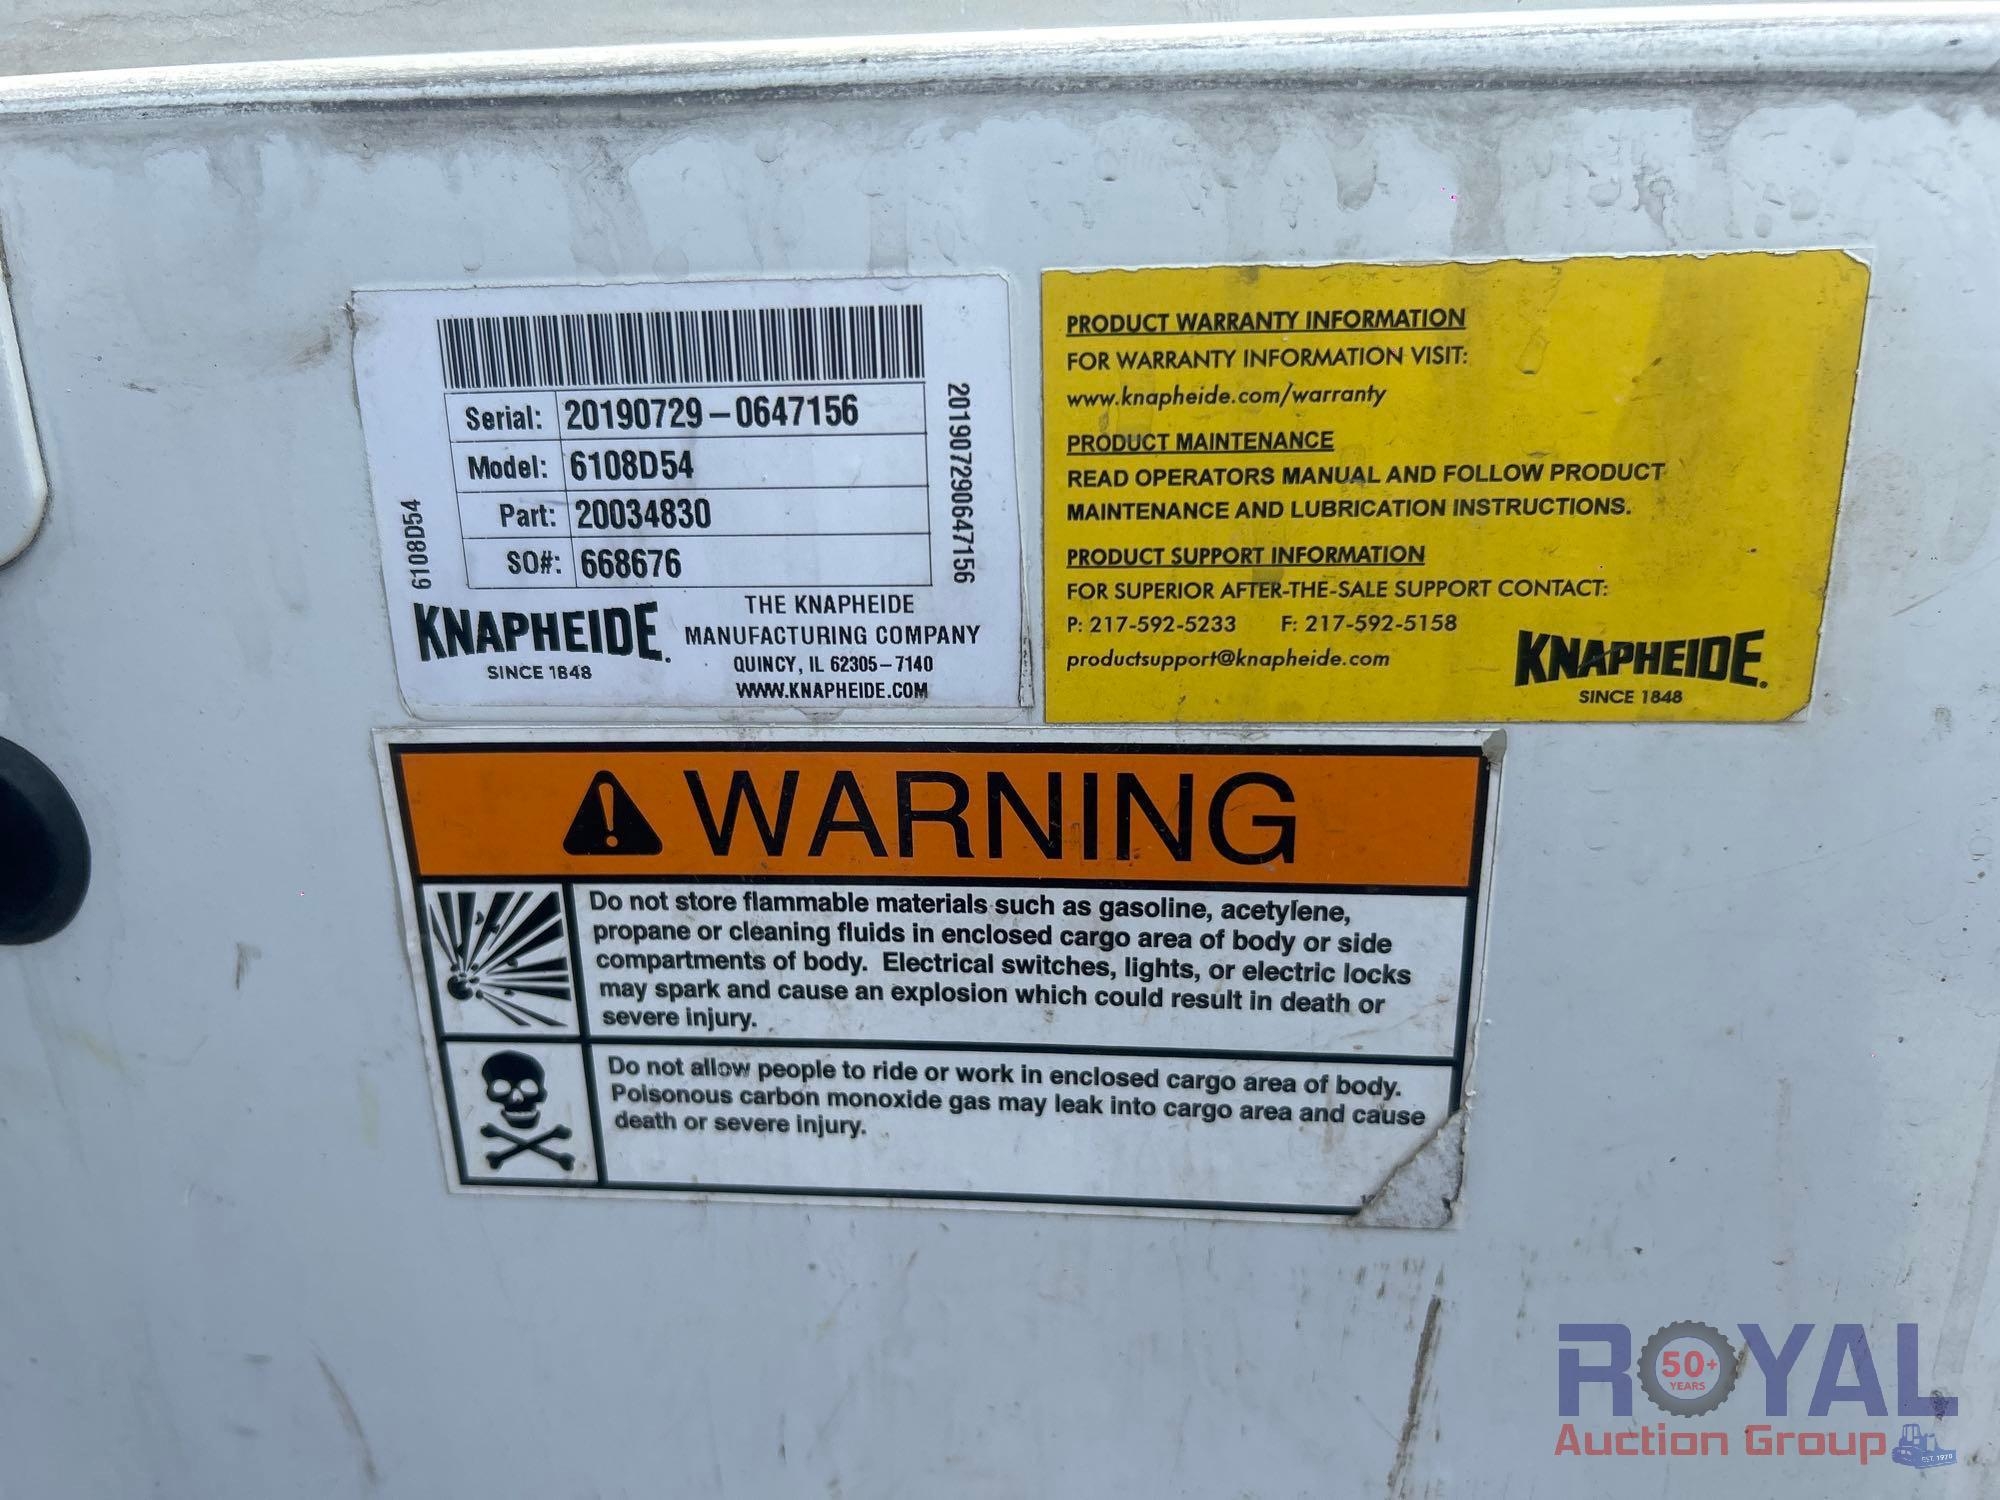 Serial: 20190729-0647156
Model: 6108D54
Part: 20034830
SO#: 668676
6108D54
201907290647156
KNAPHEIDE.
SINCE 1848
THE KNAPHEIDE
MANUFACTURING COMPANY
QUINCY, IL 62305-7140
WWW.KNAPHEIDE.COM
PRODUCT WARRANTY INFORMATION
FOR WARRANTY INFORMATION VISIT:
www.knapheide.com/warranty
PRODUCT MAINTENANCE
READ OPERATORS MANUAL AND FOLLOW PRODUCT
MAINTENANCE AND LUBRICATION INSTRUCTIONS.
PRODUCT SUPPORT INFORMATION
FOR SUPERIOR AFTER-THE-SALE SUPPORT CONTACT:
P: 217-592-5233 F: 217-592-5158
productsupport@knapheide.com
KNAPHEIDE®
SINCE 1848
WARNING
Do not store flammable materials such as gasoline, acetylene,
propane or cleaning fluids in enclosed cargo area of body or side
compartments of body. Electrical switches, lights, or electric locks
may spark and cause an explosion which could result in death or
severe injury.
Do not allow people to ride or work in enclosed cargo area of body.
Poisonous carbon monoxide gas may leak into cargo area and cause
death or severe injury.
ROYAL
50+
YEARS
Auction Group
EST. 1970